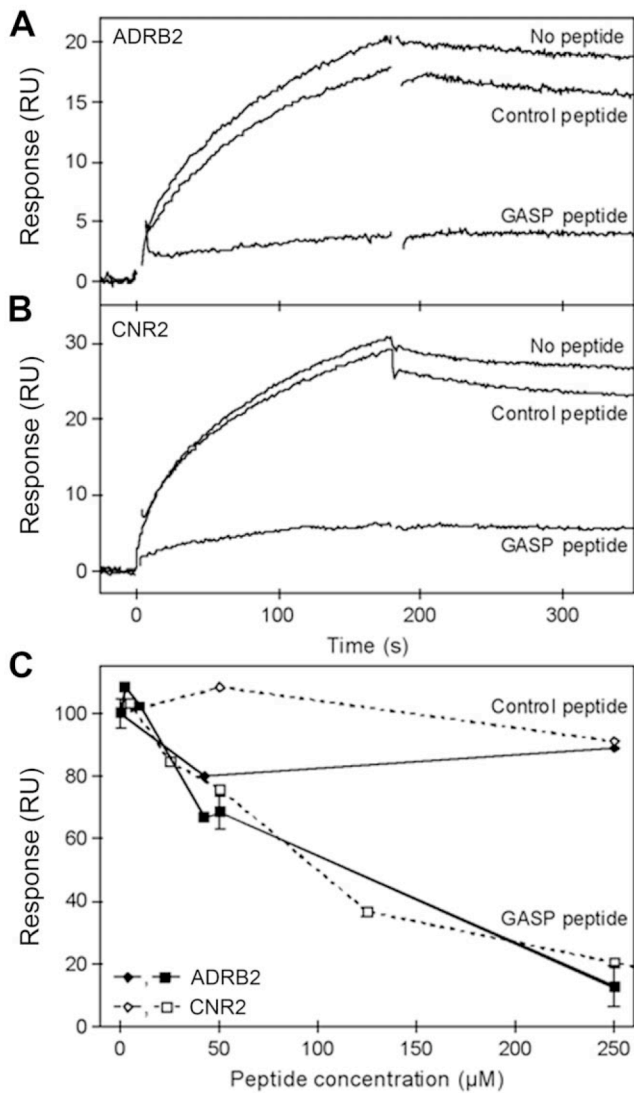 A
ADRB2
No peptide
Control peptide
GASP peptide
Response (RU)
20
15
10
5
0
B
CNR2
No peptide
Control peptide
GASP peptide
Response (RU)
30
20
10
0
0
100
200
300
Time (s)
C
Control peptide
GASP peptide
Response (RU)
100
80
60
40
20
0
, ADRB2
, CNR2
0
50
100
150
200
250
Peptide concentration (µM)